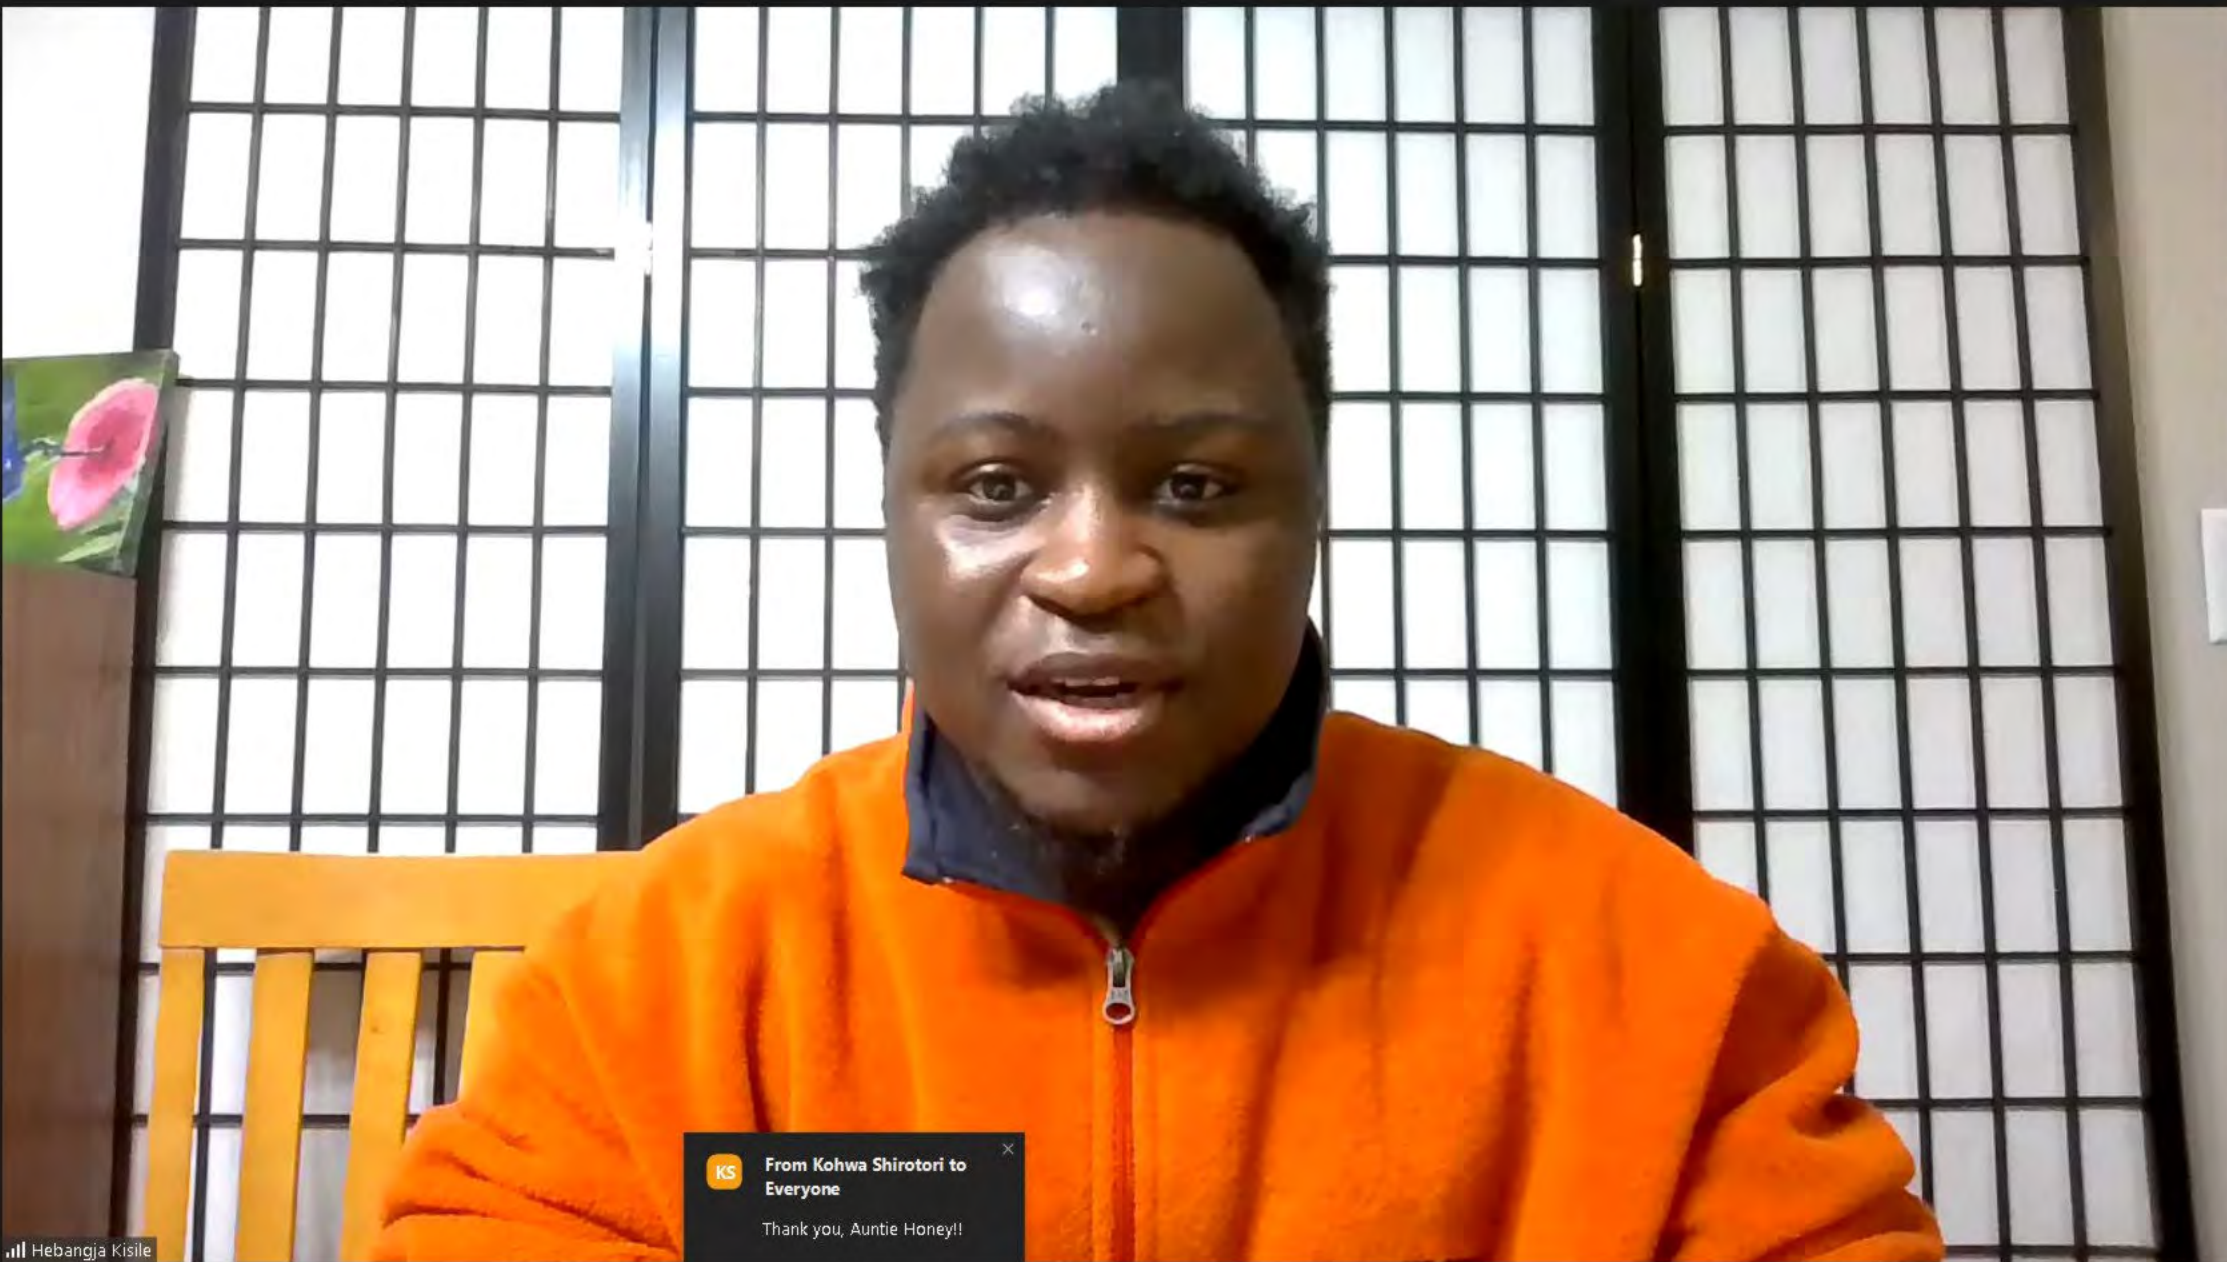 KS
From Kohwa Shirotori to
Everyone
Thank you, Auntie Honey!!
Hebangja Kisile